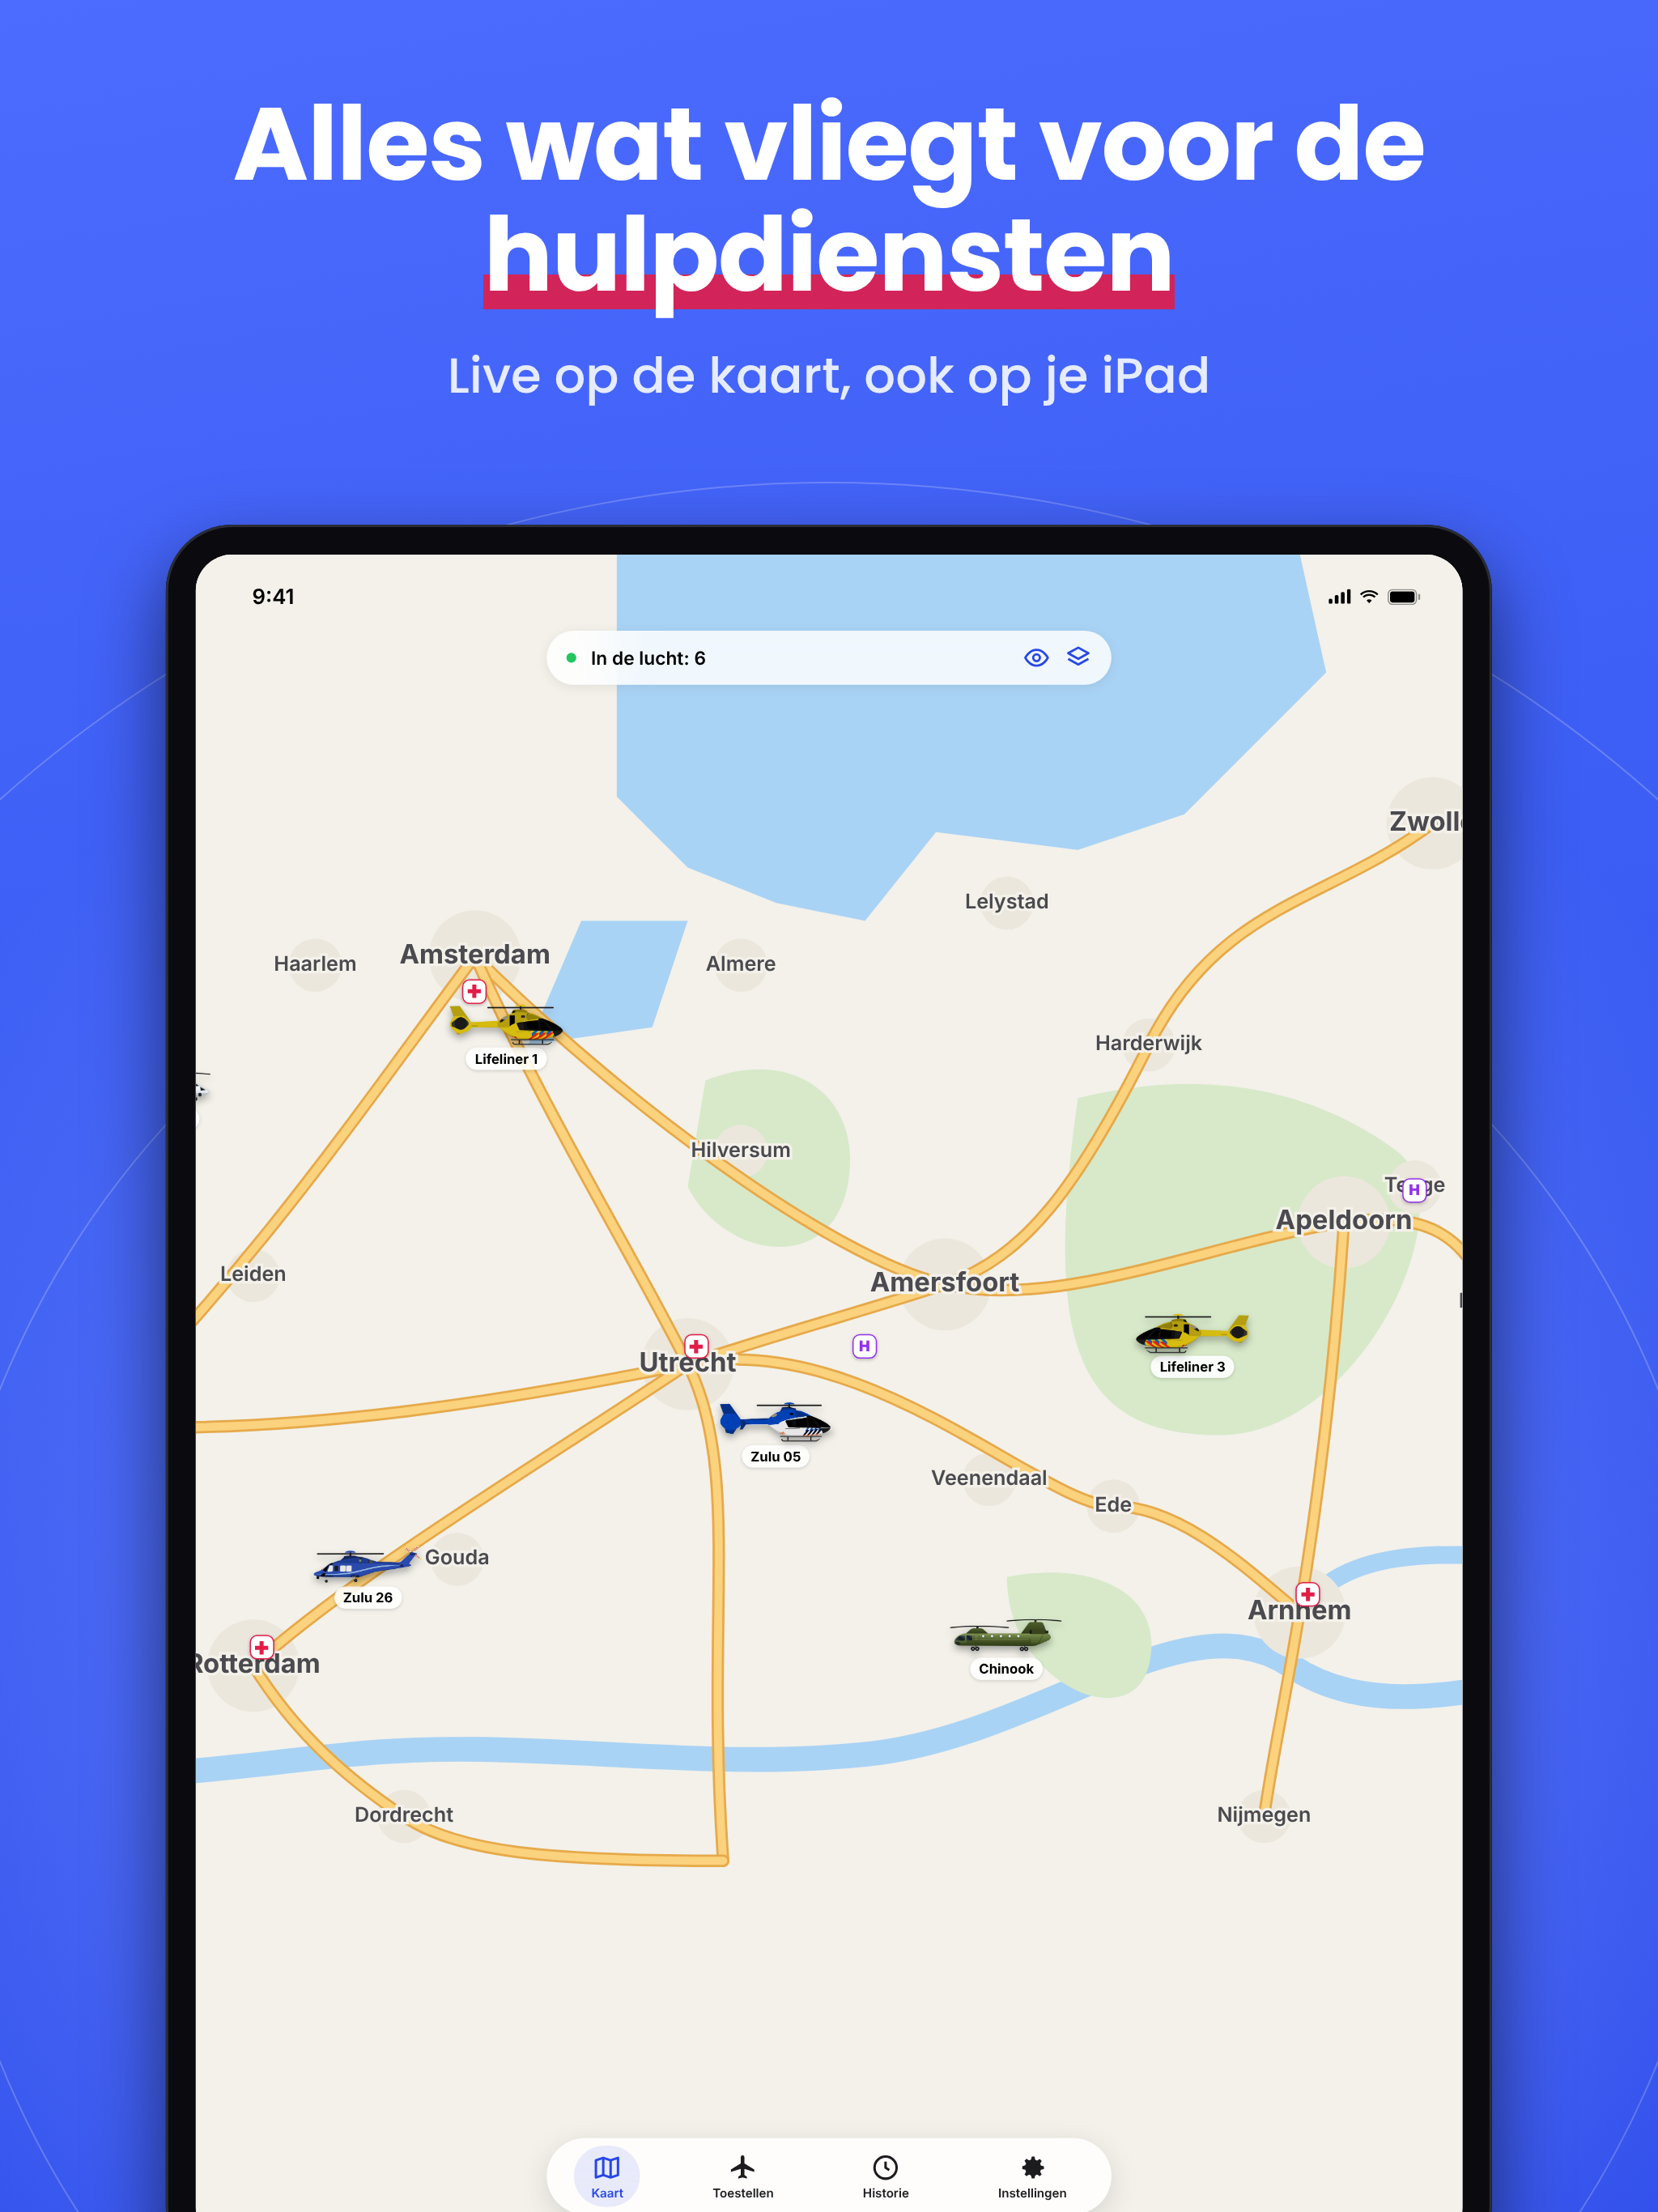 Alles wat vliegt voor de
hulpdiensten
Live op de kaart, ook op je iPad
9:41
In de lucht: 6
Lelystad
Amsterdam
Haarlem
Almere
Harderwijk
Lifeliner 1
Hilversum
H
Apeldoorn
Leiden
Amersfoort
H
Utrecht
Lifeliner 3
Zulu 05
Veenendaal
Ede
Gouda
Zulu 26
Arnhem
Rotterdam
Chinook
Dordrecht
Nijmegen
Kaart
Toestellen
Historie
Instellingen